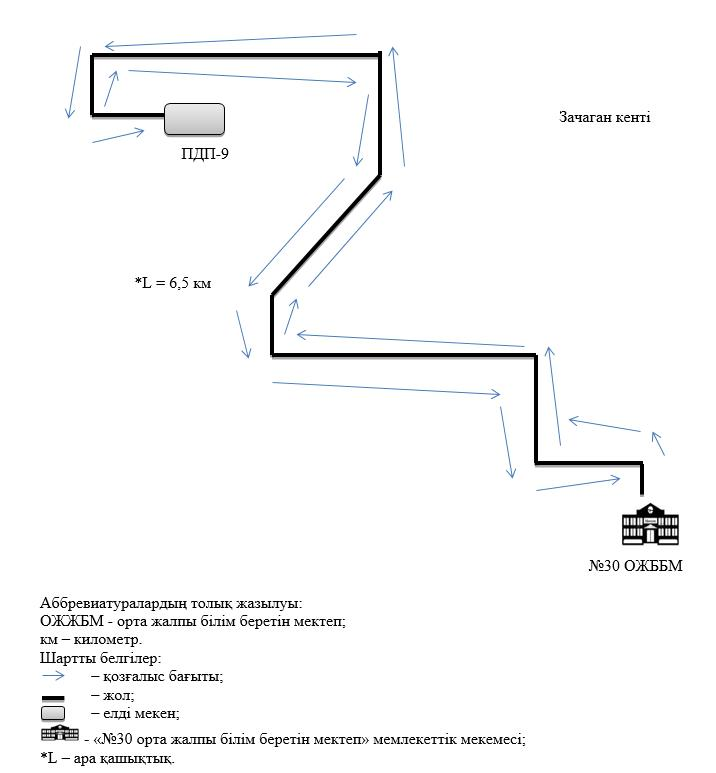 Зачаган кенті
ПДП-9
*L = 6,5 км
№30 ОЖББМ
Аббревиатуралардың толық жазылуы:
ОЖЖБМ - орта жалпы білім беретін мектеп;
км – километр.
Шартты белгілер:
– қозғалыс бағыты;
– жол;
– елді мекен;
- «№30 орта жалпы білім беретін мектеп» мемлекеттік мекемесі;
*L – ара қашықтық.